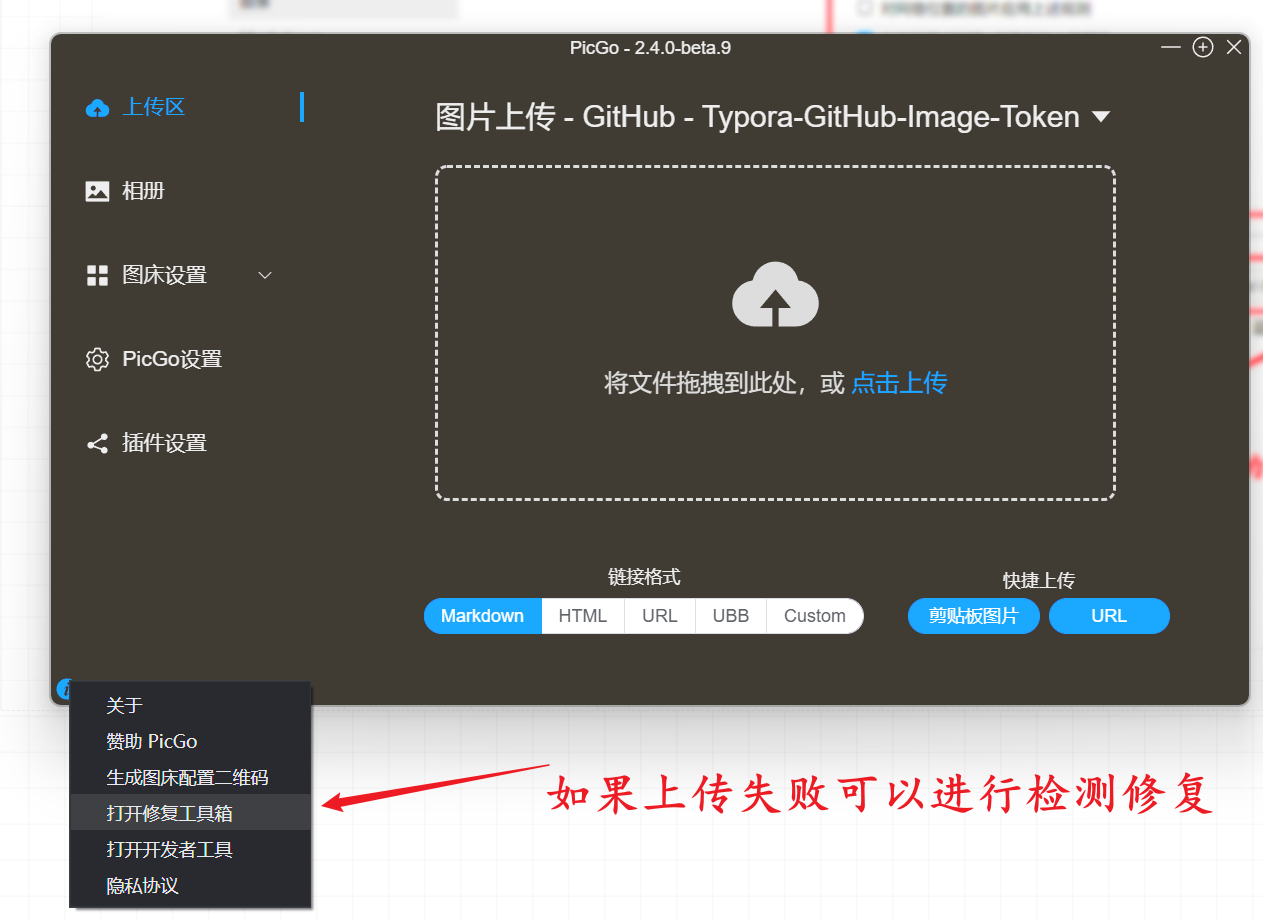 PicGo - 2.4.0-beta.9
上传区
图片上传 - GitHub - Typora-GitHub-Image-Token
相册
图床设置
PicGo设置
插件设置
将文件拖拽到此处，或 点击上传
链接格式
快捷上传
Markdown HTML URL UBB Custom
剪贴板图片 URL
关于
赞助 PicGo
生成图床配置二维码
打开修复工具箱
打开开发者工具
隐私协议
如果上传失败可以进行检测修复